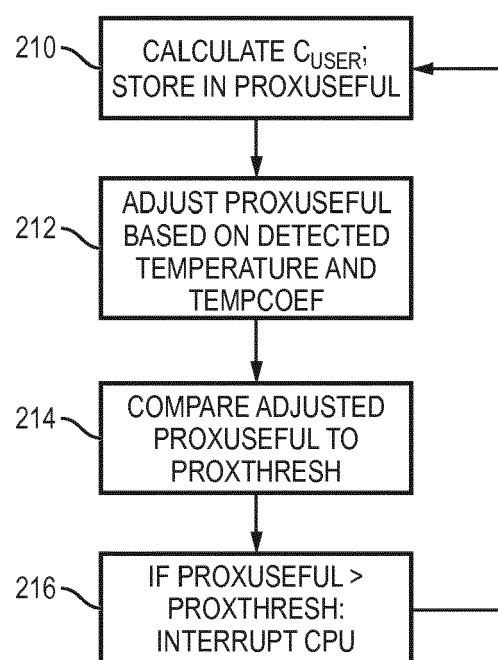 210
CALCULATE CUSER;
STORE IN PROXUSEFUL
212
ADJUST PROXUSEFUL
BASED ON DETECTED
TEMPERATURE AND
TEMPCOEF
214
COMPARE ADJUSTED
PROXUSEFUL TO
PROXTHRESH
216
IF PROXUSEFUL >
PROXTHRESH:
INTERRUPT CPU